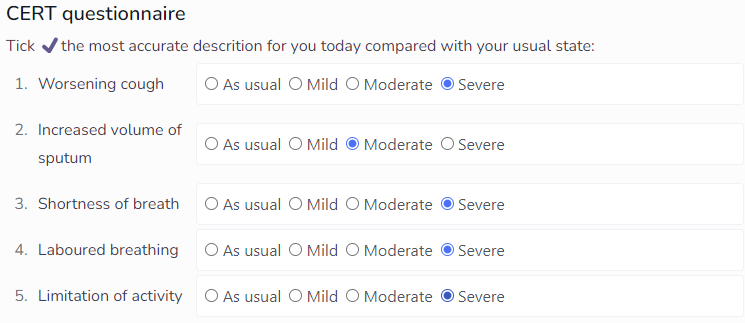 CERT questionnaire
Tick ✔ the most accurate descrition for you today compared with your usual state:
1. Worsening cough As usual Mild Moderate Severe
2. Increased volume of
sputum As usual Mild Moderate Severe
3. Shortness of breath As usual Mild Moderate Severe
4. Laboured breathing As usual Mild Moderate Severe
5. Limitation of activity As usual Mild Moderate Severe